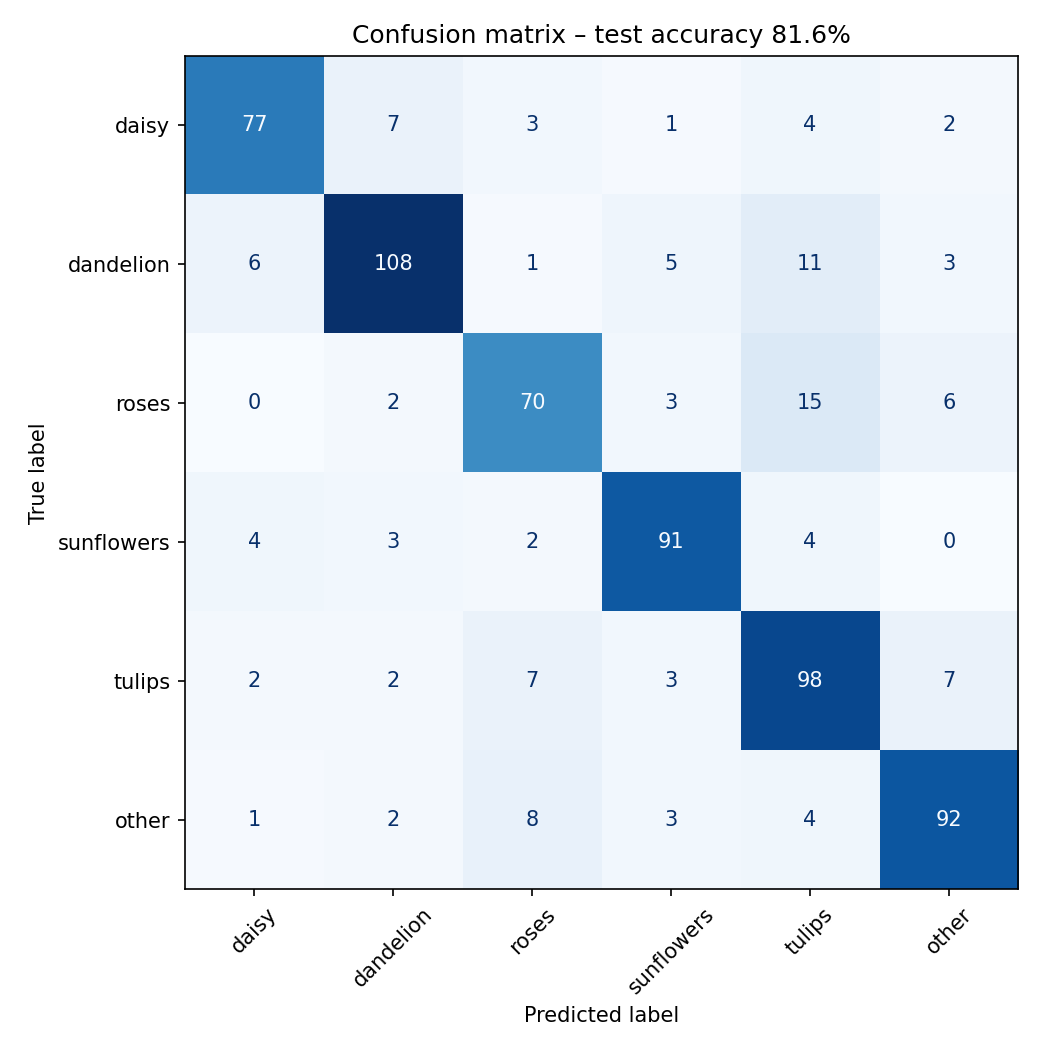 Confusion matrix – test accuracy 81.6%
daisy 77 7 3 1 4 2
dandelion 6 108 1 5 11 3
roses 0 2 70 3 15 6
sunflowers 4 3 2 91 4 0
tulips 2 2 7 3 98 7
other 1 2 8 3 4 92
True label
daisy dandelion roses sunflowers tulips other
Predicted label